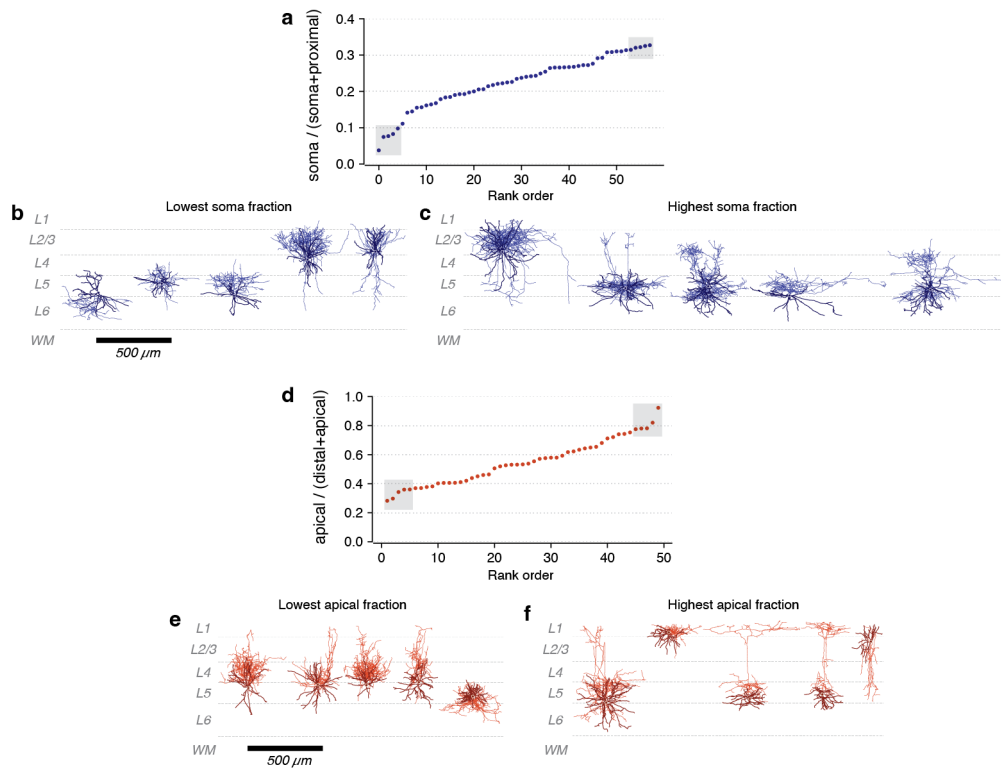 a
0.4
0.3
0.2
0.1
0.0
soma / (soma+proximal)
0 10 20 30 40 50
Rank order
b
Lowest soma fraction
L1
L2/3
L4
L5
L6
WM
500 µm
c
Highest soma fraction
L1
L2/3
L4
L5
L6
WM
d
1.0
0.8
0.6
0.4
0.2
0.0
apical / (distal+apical)
0 10 20 30 40 50
Rank order
e
Lowest apical fraction
L1
L2/3
L4
L5
L6
WM
500 µm
f
Highest apical fraction
L1
L2/3
L4
L5
L6
WM